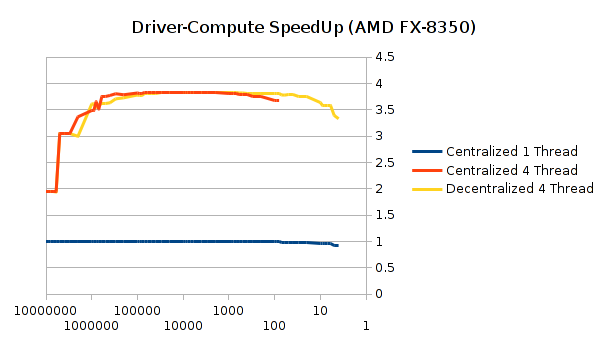 Driver-Compute SpeedUp (AMD FX-8350)
4.5
4
3.5
3
2.5
2
1.5
1
0.5
0
Centralized 1 Thread
Centralized 4 Thread
Decentralized 4 Thread
10000000 100000 1000 10
1000000 10000 100 1